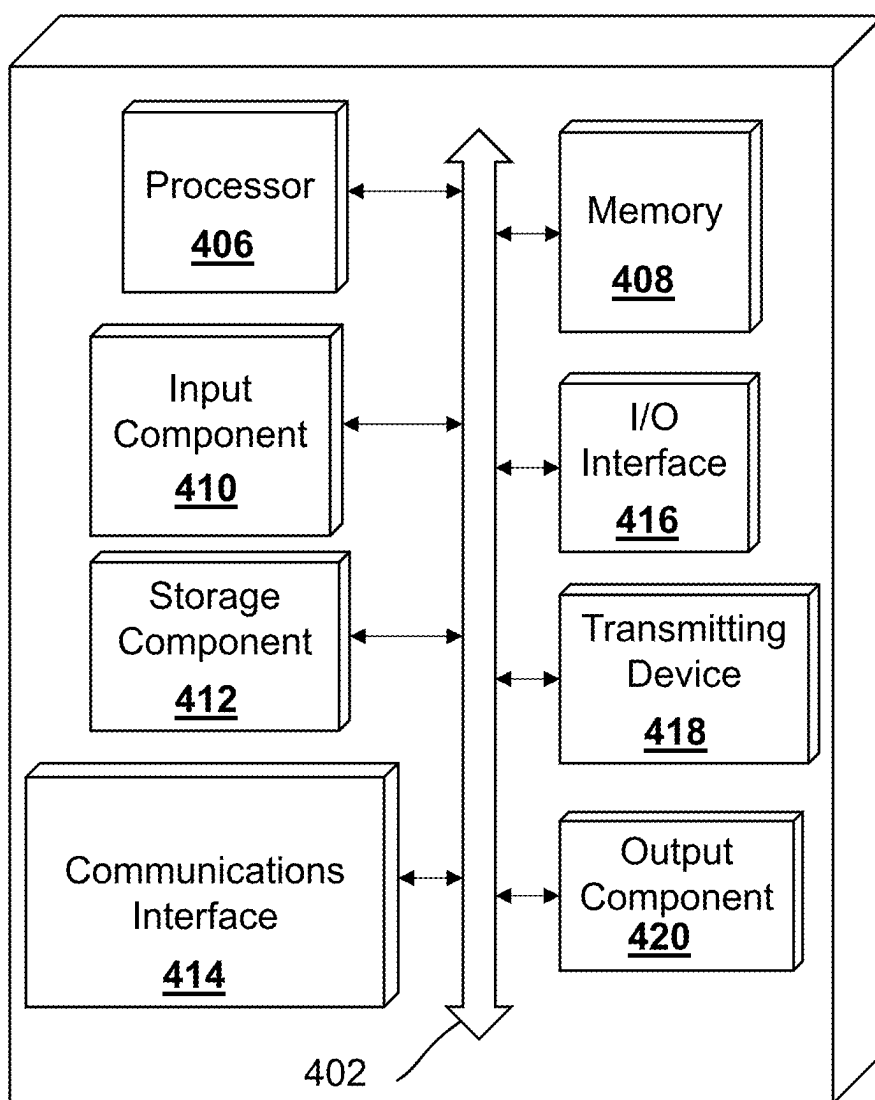 Processor
406
Memory
408
Input
Component
410
I/O
Interface
416
Storage
Component
412
Transmitting
Device
418
Communications
Interface
414
Output
Component
420
402